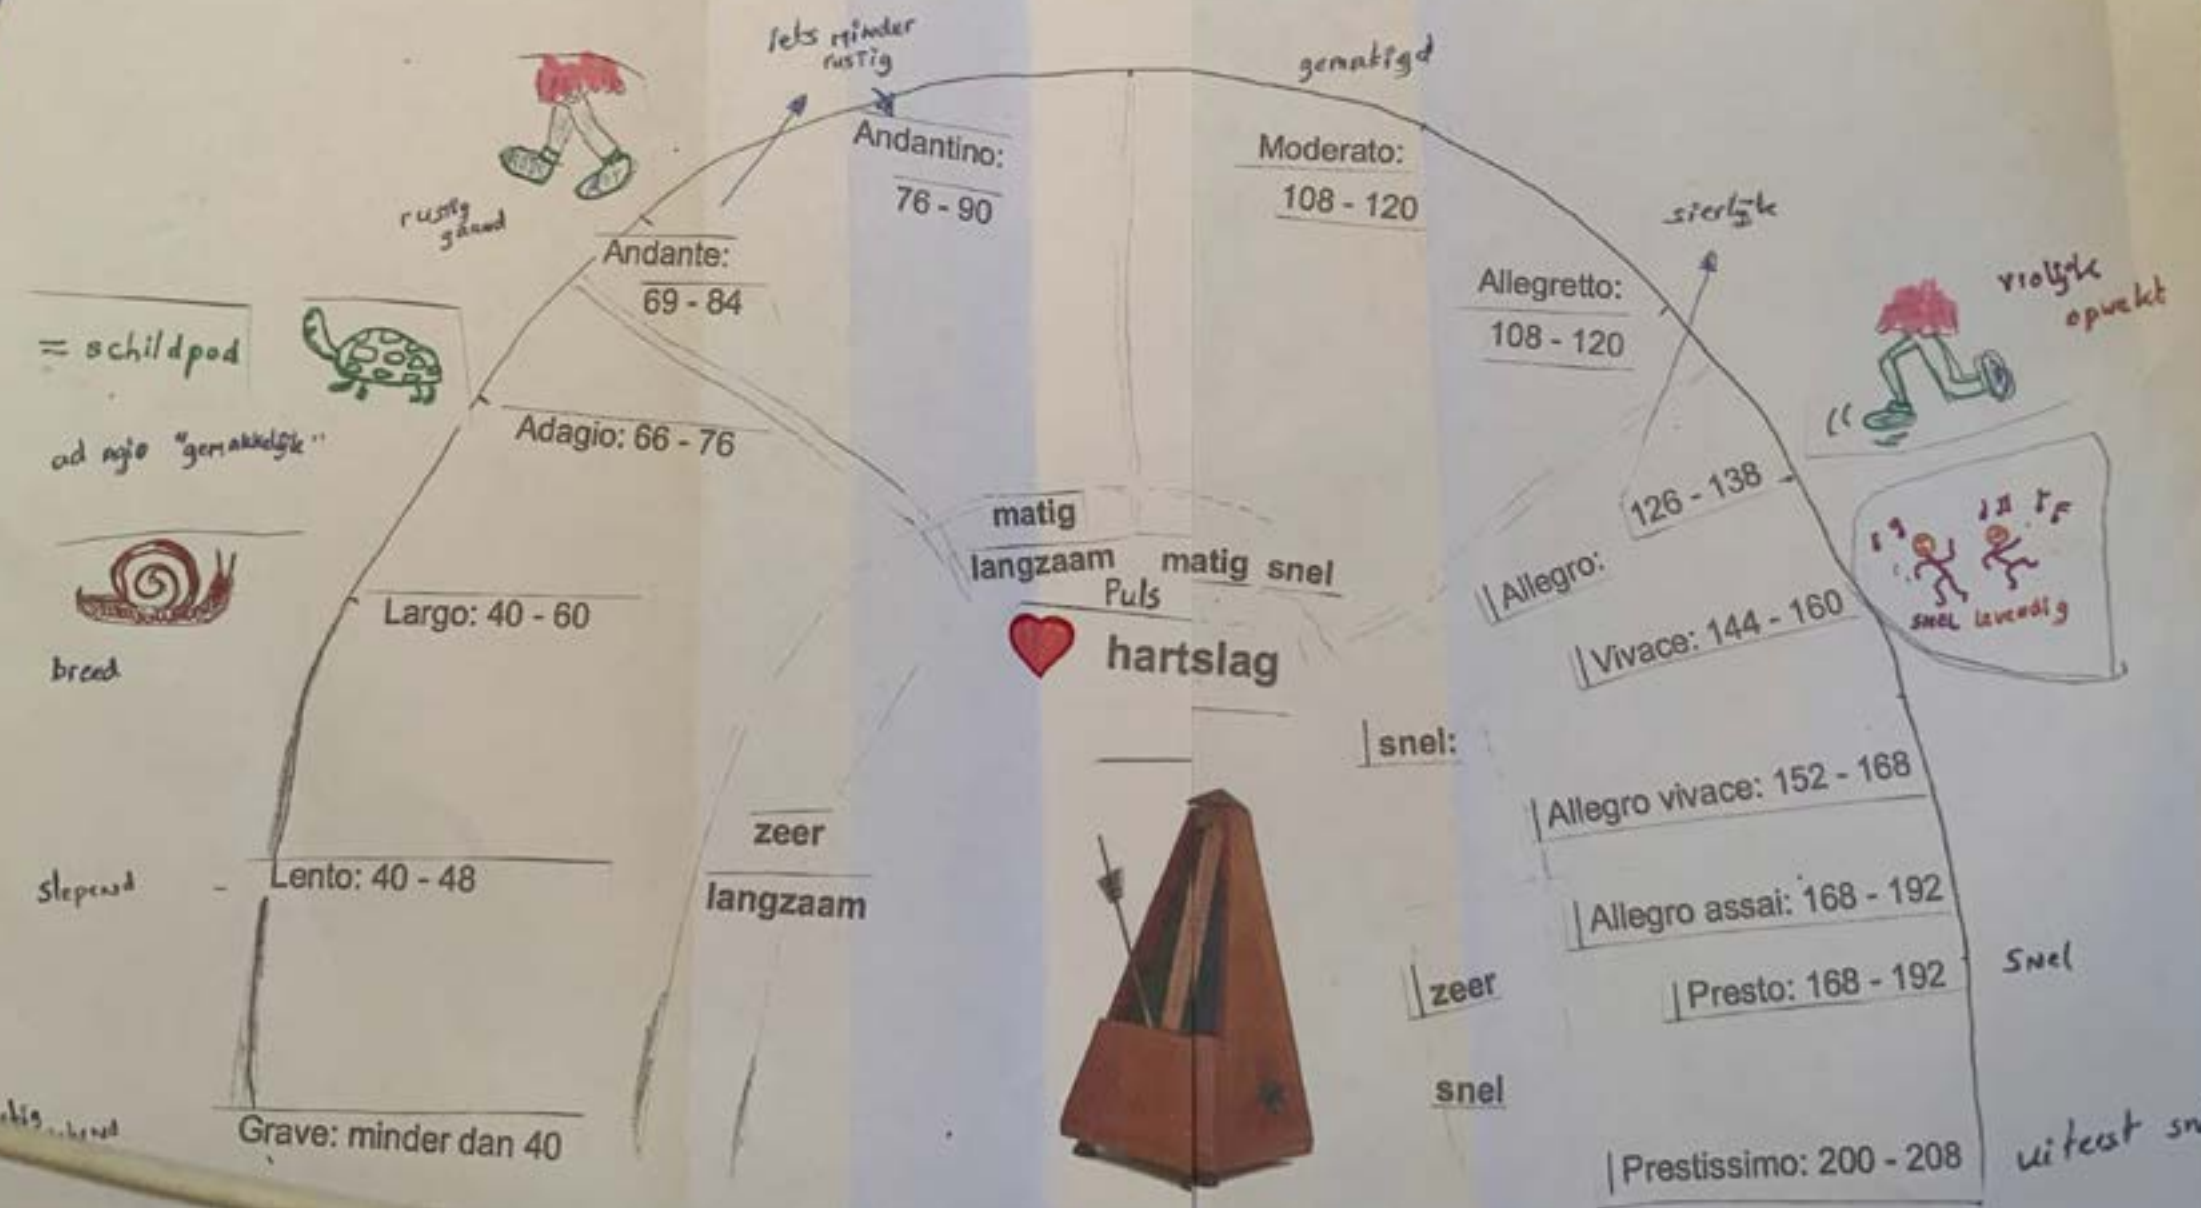 Iets minder
rustig
gematigd
Andantino:
76 - 90
Moderato:
108 - 120
rustig
gaand
Andante:
69 - 84
sierlijk
Allegretto:
108 - 120
vrolijk
opwekt
= schildpad
ad agio "gemakkelijk"
Adagio: 66 - 76
126 - 138
Allegro:
matig
langzaam
matig snel
Puls
hartslag
Largo: 40 - 60
breed
Vivace: 144 - 160
snel levendig
snel:
Allegro vivace: 152 - 168
zeer
langzaam
slepend
Lento: 40 - 48
Allegro assai: 168 - 192
zeer
snel
Presto: 168 - 192
Snel
Grave: minder dan 40
Prestissimo: 200 - 208
uiterst